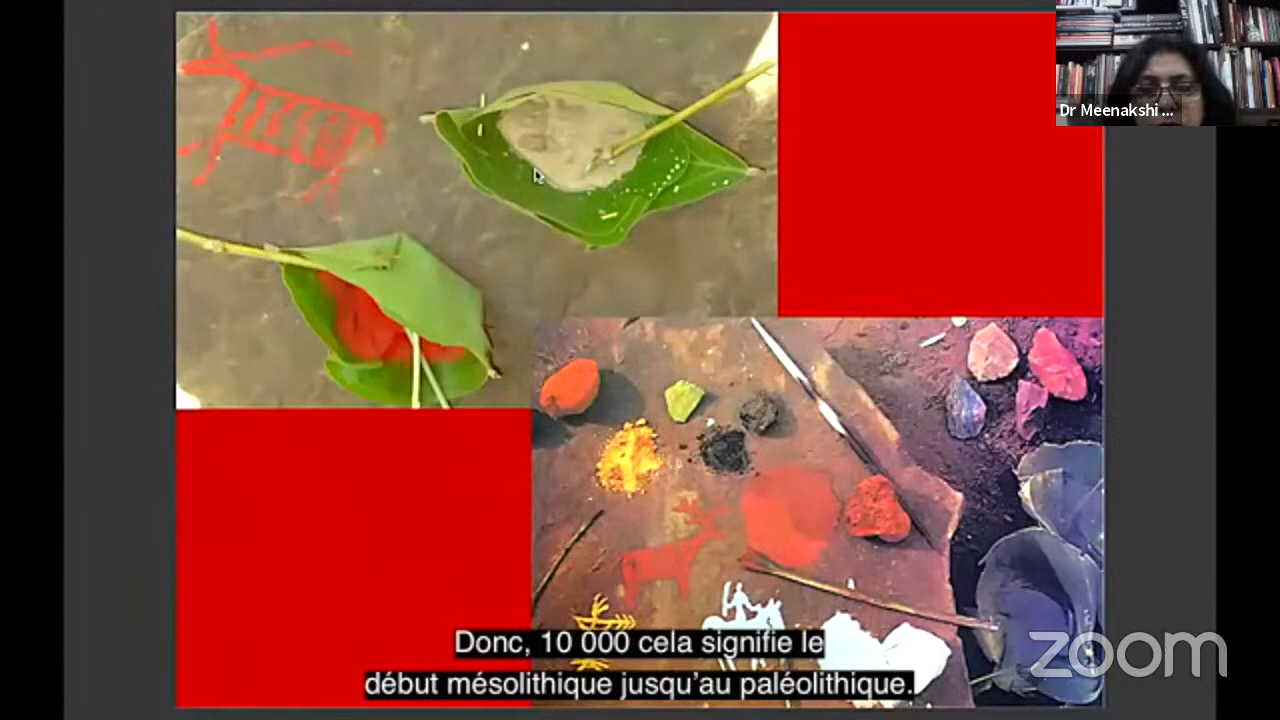 Dr Meenakshi ...
Donc, 10 000 cela signifie le
début mésolithique jusqu'au paléolithique.
zoom